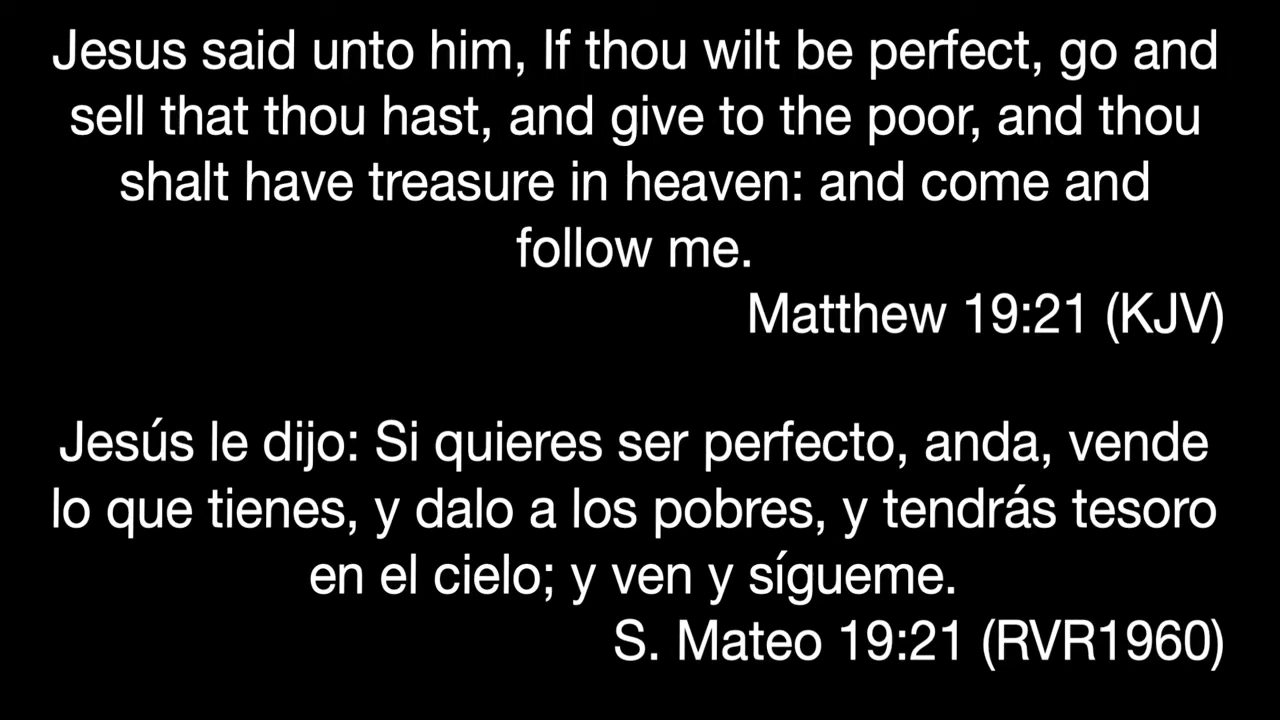 Jesus said unto him, If thou wilt be perfect, go and
sell that thou hast, and give to the poor, and thou
shalt have treasure in heaven: and come and
follow me.
Matthew 19:21 (KJV)
Jesús le dijo: Si quieres ser perfecto, anda, vende
lo que tienes, y dalo a los pobres, y tendrás tesoro
en el cielo; y ven y sígueme.
S. Mateo 19:21 (RVR1960)